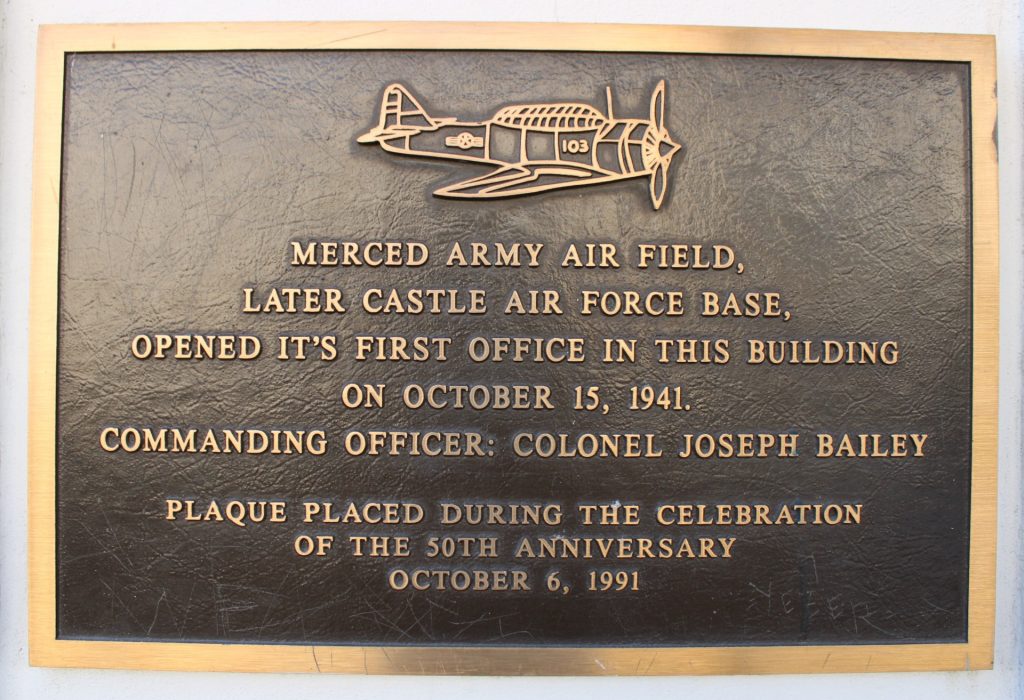 103
MERCED ARMY AIR FIELD,
LATER CASTLE AIR FORCE BASE,
OPENED IT'S FIRST OFFICE IN THIS BUILDING
ON OCTOBER 15, 1941.
COMMANDING OFFICER: COLONEL JOSEPH BAILEY
PLAQUE PLACED DURING THE CELEBRATION
OF THE 50TH ANNIVERSARY
OCTOBER 6, 1991